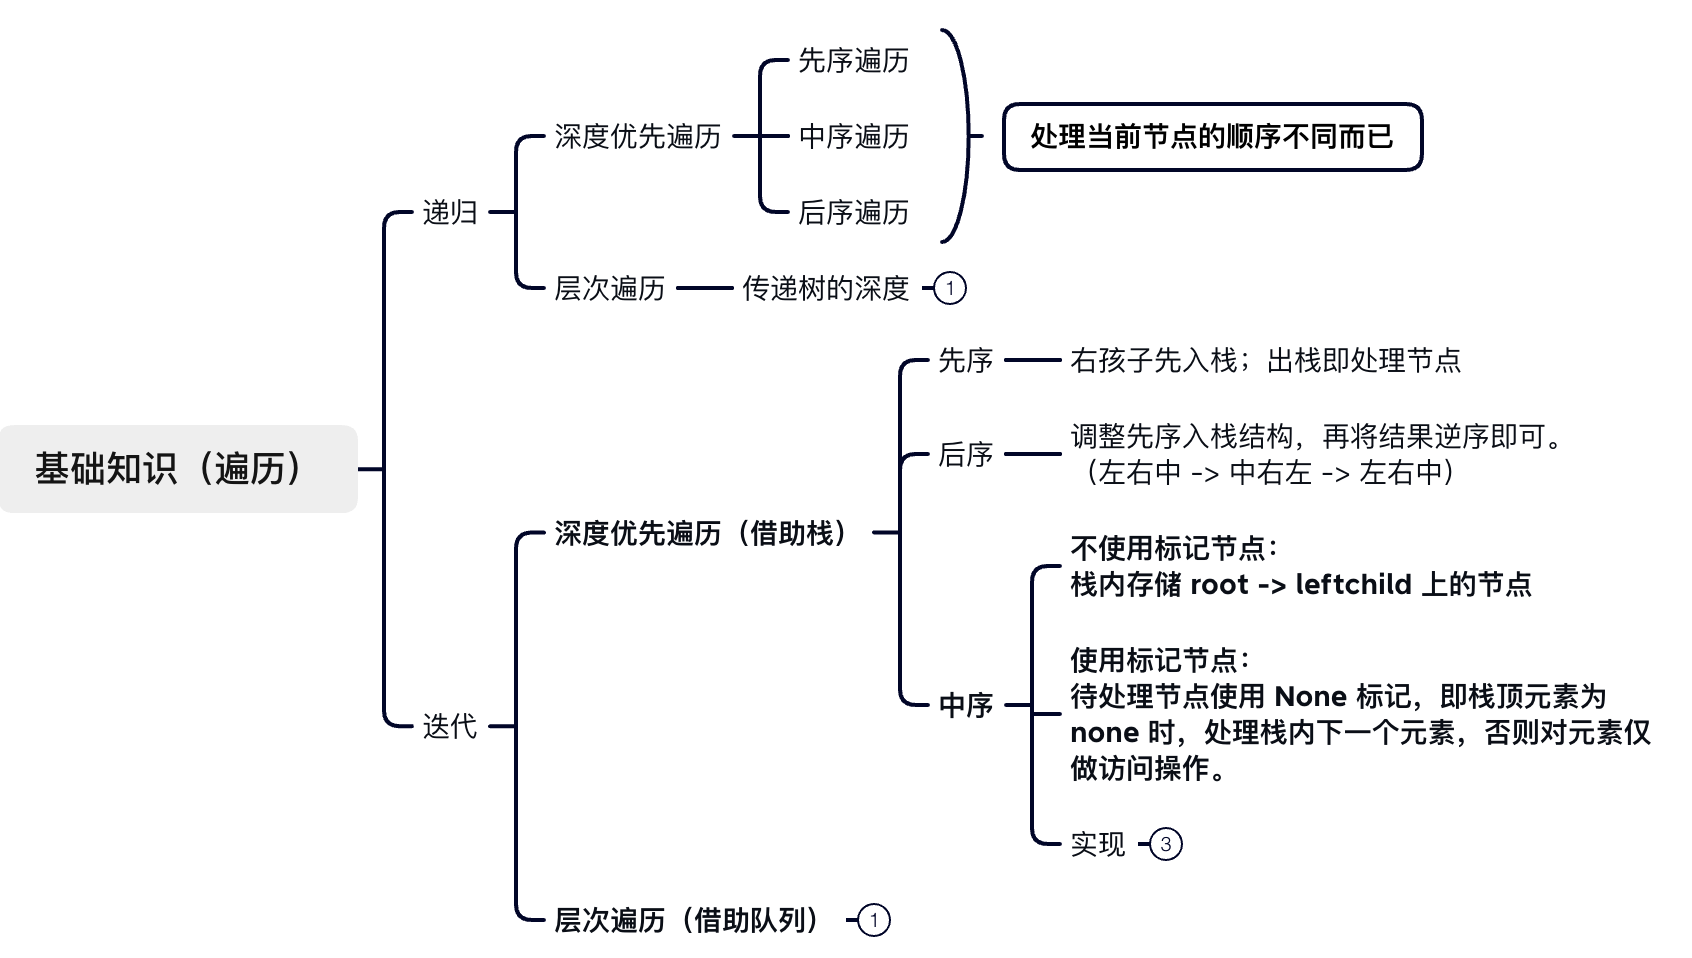 基础知识（遍历）
递归
深度优先遍历
先序遍历
中序遍历
后序遍历
处理当前节点的顺序不同而已
层次遍历
传递树的深度
1
迭代
深度优先遍历（借助栈）
先序
右孩子先入栈；出栈即处理节点
后序
调整先序入栈结构，再将结果逆序即可。
（左右中 -> 中右左 -> 左右中）
中序
不使用标记节点：
栈内存储 root -> leftchild 上的节点
使用标记节点：
待处理节点使用 None 标记，即栈顶元素为
none 时，处理栈内下一个元素，否则对元素仅
做访问操作。
实现
3
层次遍历（借助队列）
1